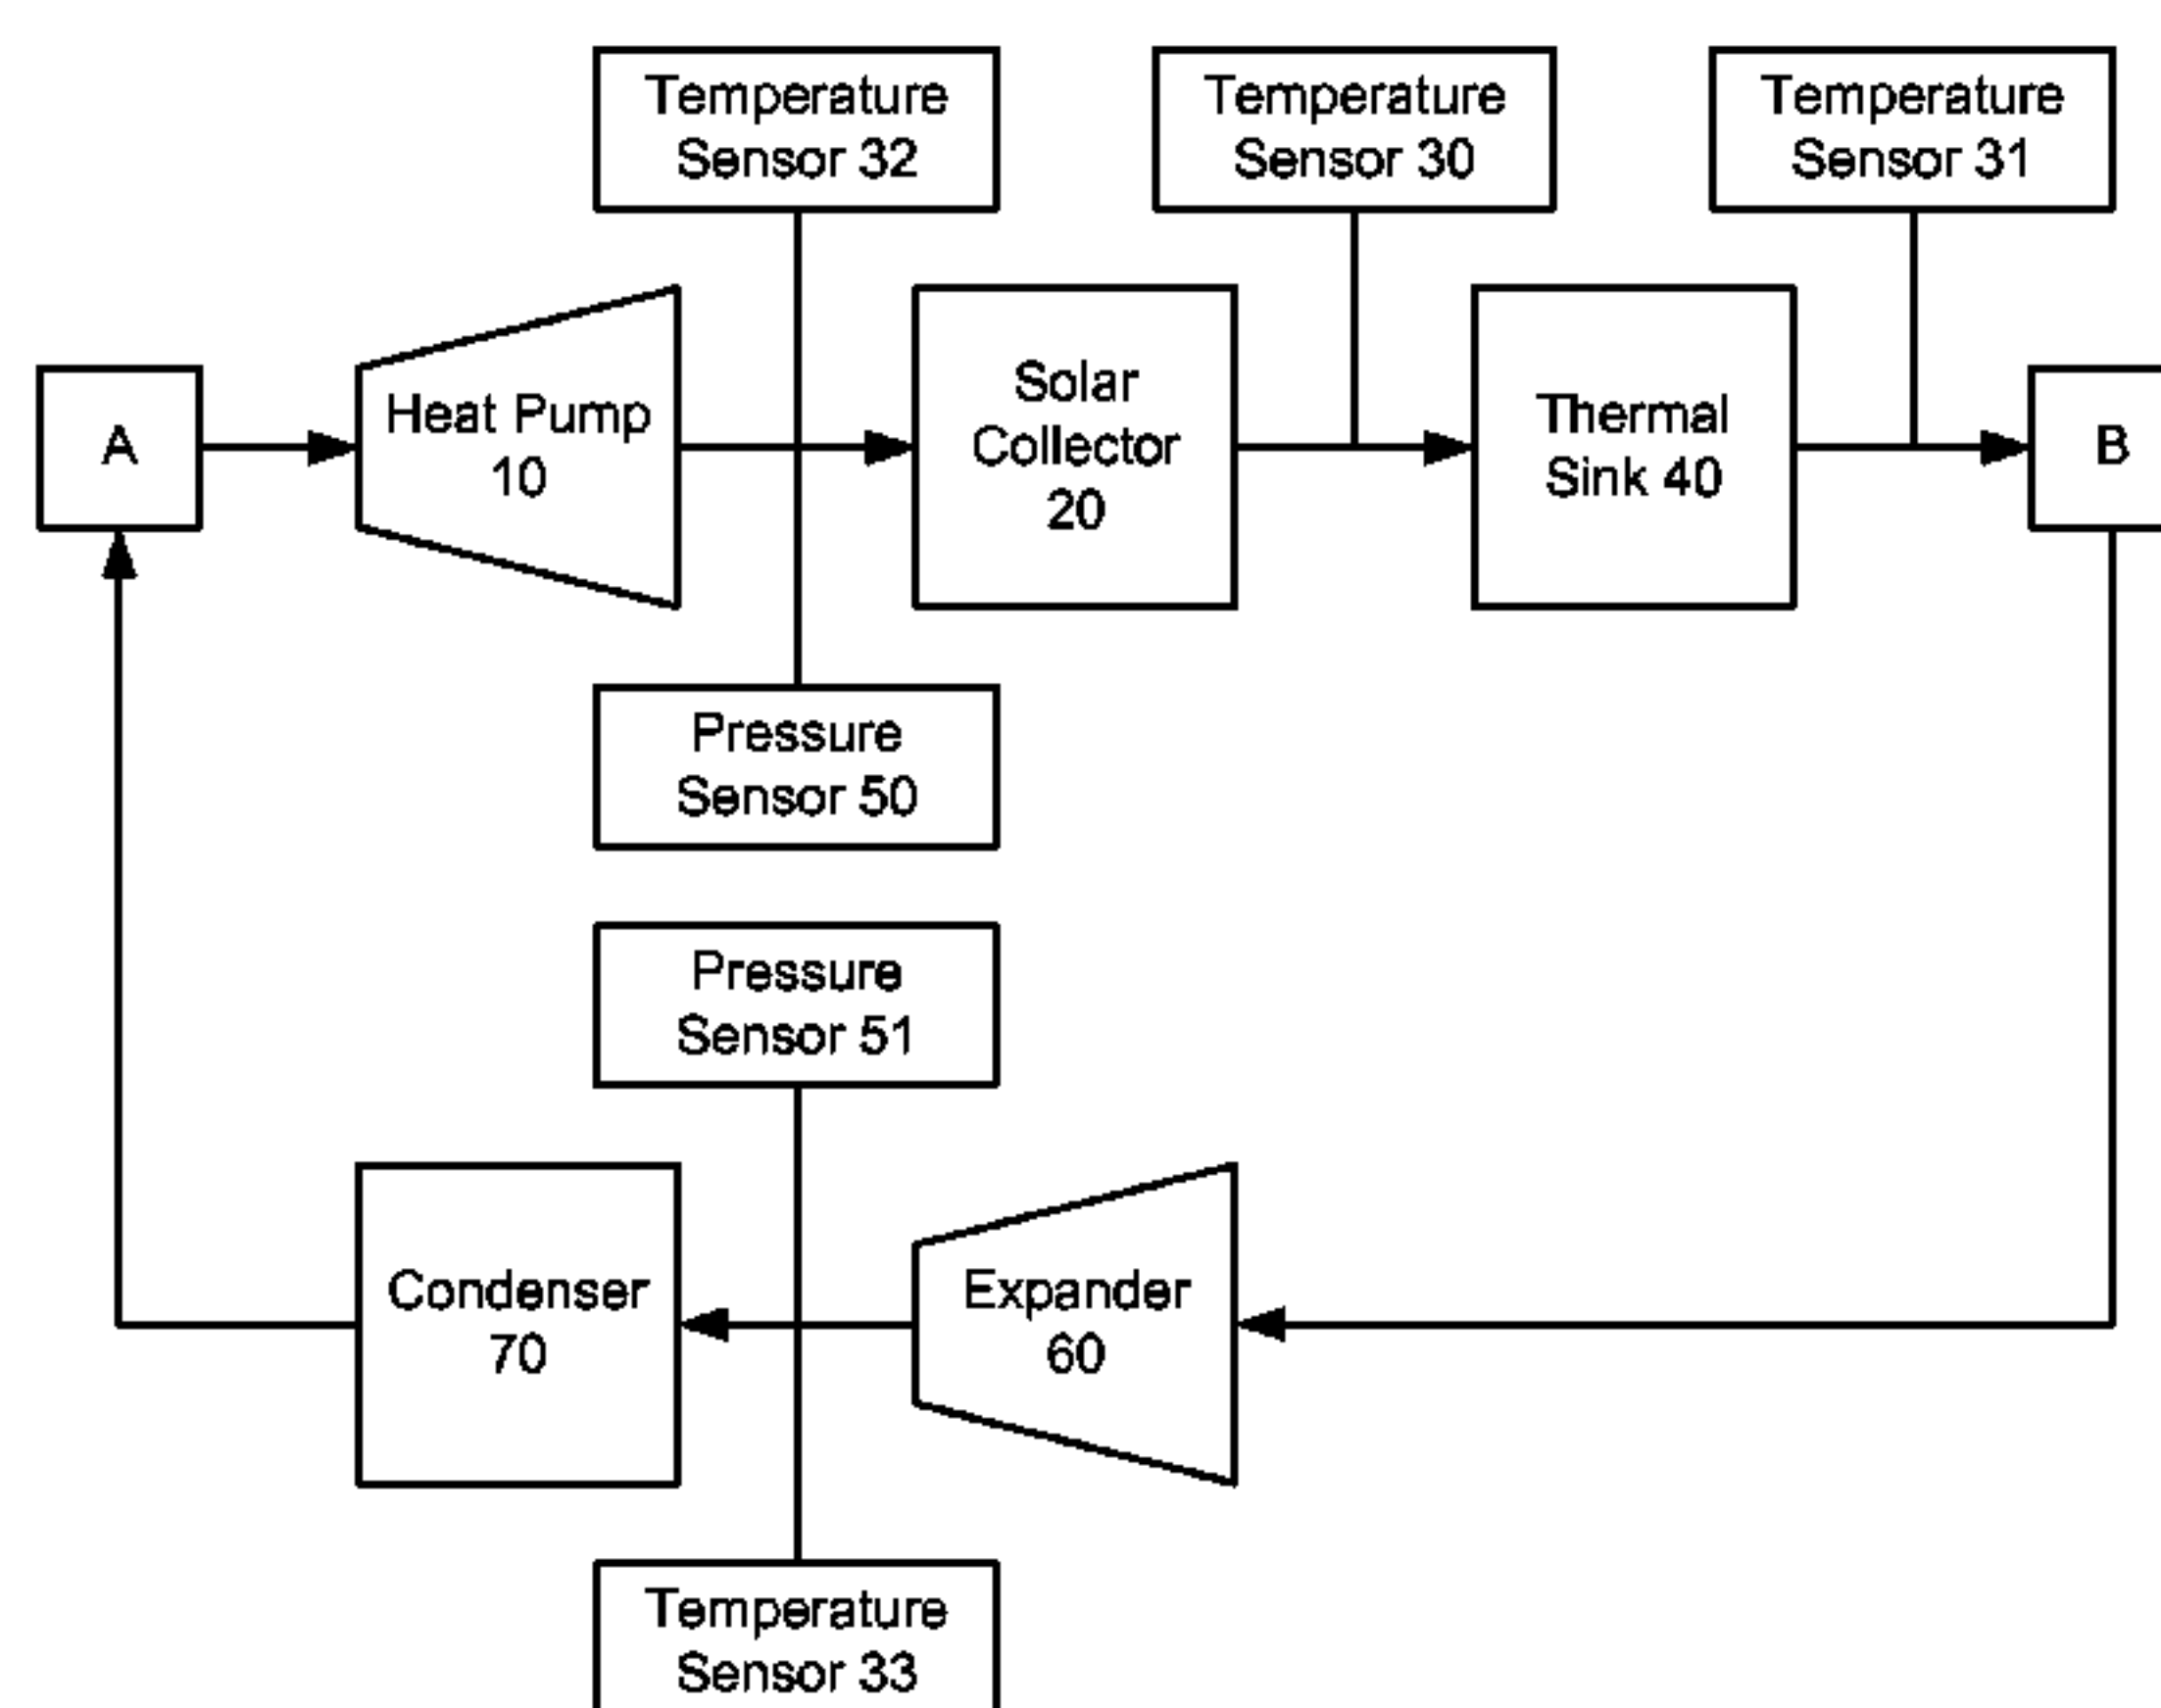 Temperature
Sensor 32
Temperature
Sensor 30
Temperature
Sensor 31
A
Heat Pump
10
Solar
Collector
20
Thermal
Sink 40
B
Pressure
Sensor 50
Pressure
Sensor 51
Condenser
70
Expander
60
Temperature
Sensor 33